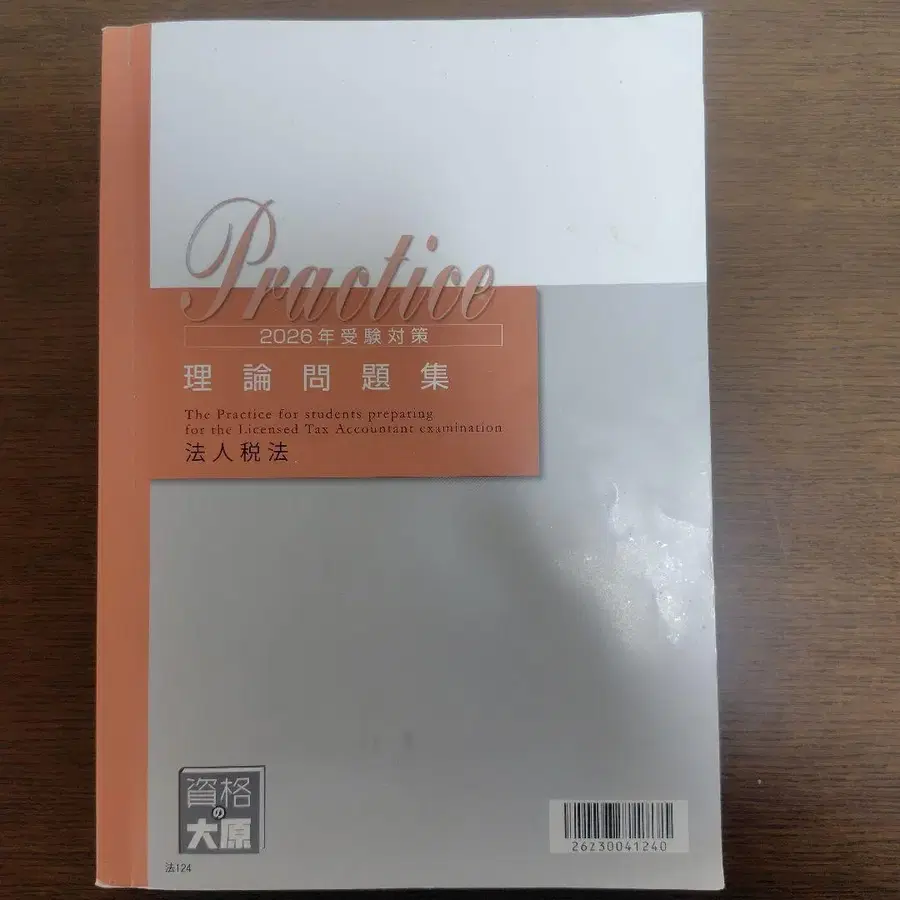 Practice
2026年受験対策
理論問題集
The Practice for students preparing
for the Licensed Tax Accountant examination
法人税法
資格
の
大原
法124
26230041240